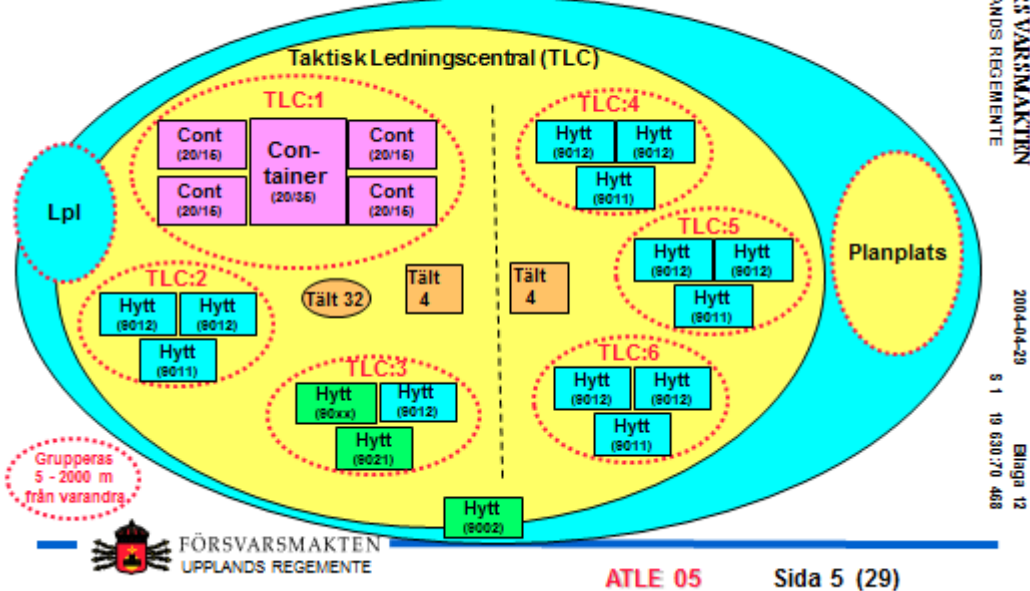 Taktisk Ledningscentral (TLC)
TLC:1
Cont
(20/15)
Con-
tainer
(20/35)
Cont
(20/15)
Cont
(20/15)
Cont
(20/15)
TLC:4
Hytt
(9012)
Hytt
(9012)
Hytt
(9011)
Lpl
TLC:5
Hytt
(9012)
Hytt
(9012)
Hytt
(9011)
Planplats
TLC:2
Hytt
(9012)
Hytt
(9012)
Hytt
(9011)
Tält 32
Tält
4
Tält
4
TLC:3
Hytt
(90xx)
Hytt
(9012)
Hytt
(9021)
TLC:6
Hytt
(9012)
Hytt
(9012)
Hytt
(9011)
Grupperas
5 - 2000 m
från varandra
Hytt
(9002)
FÖRSVARSMAKTEN
UPPLANDS REGEMENTE
ATLE 05
Sida 5 (29)
RSVARSMAKTEN
ANDS REGEMENTE
2004-04-29
Bilaga 12
S 1 19 630:70 468